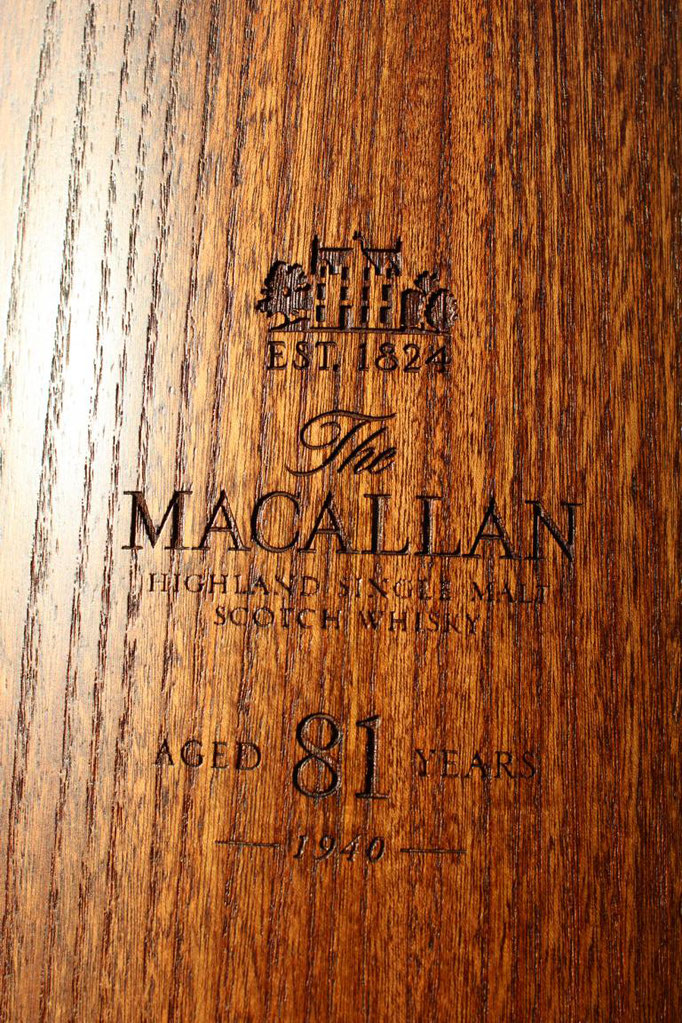 EST. 1824
The
MACALLAN
HIGHLAND SINGLE MALT
SCOTCH WHISKY
AGED 81 YEARS
1940